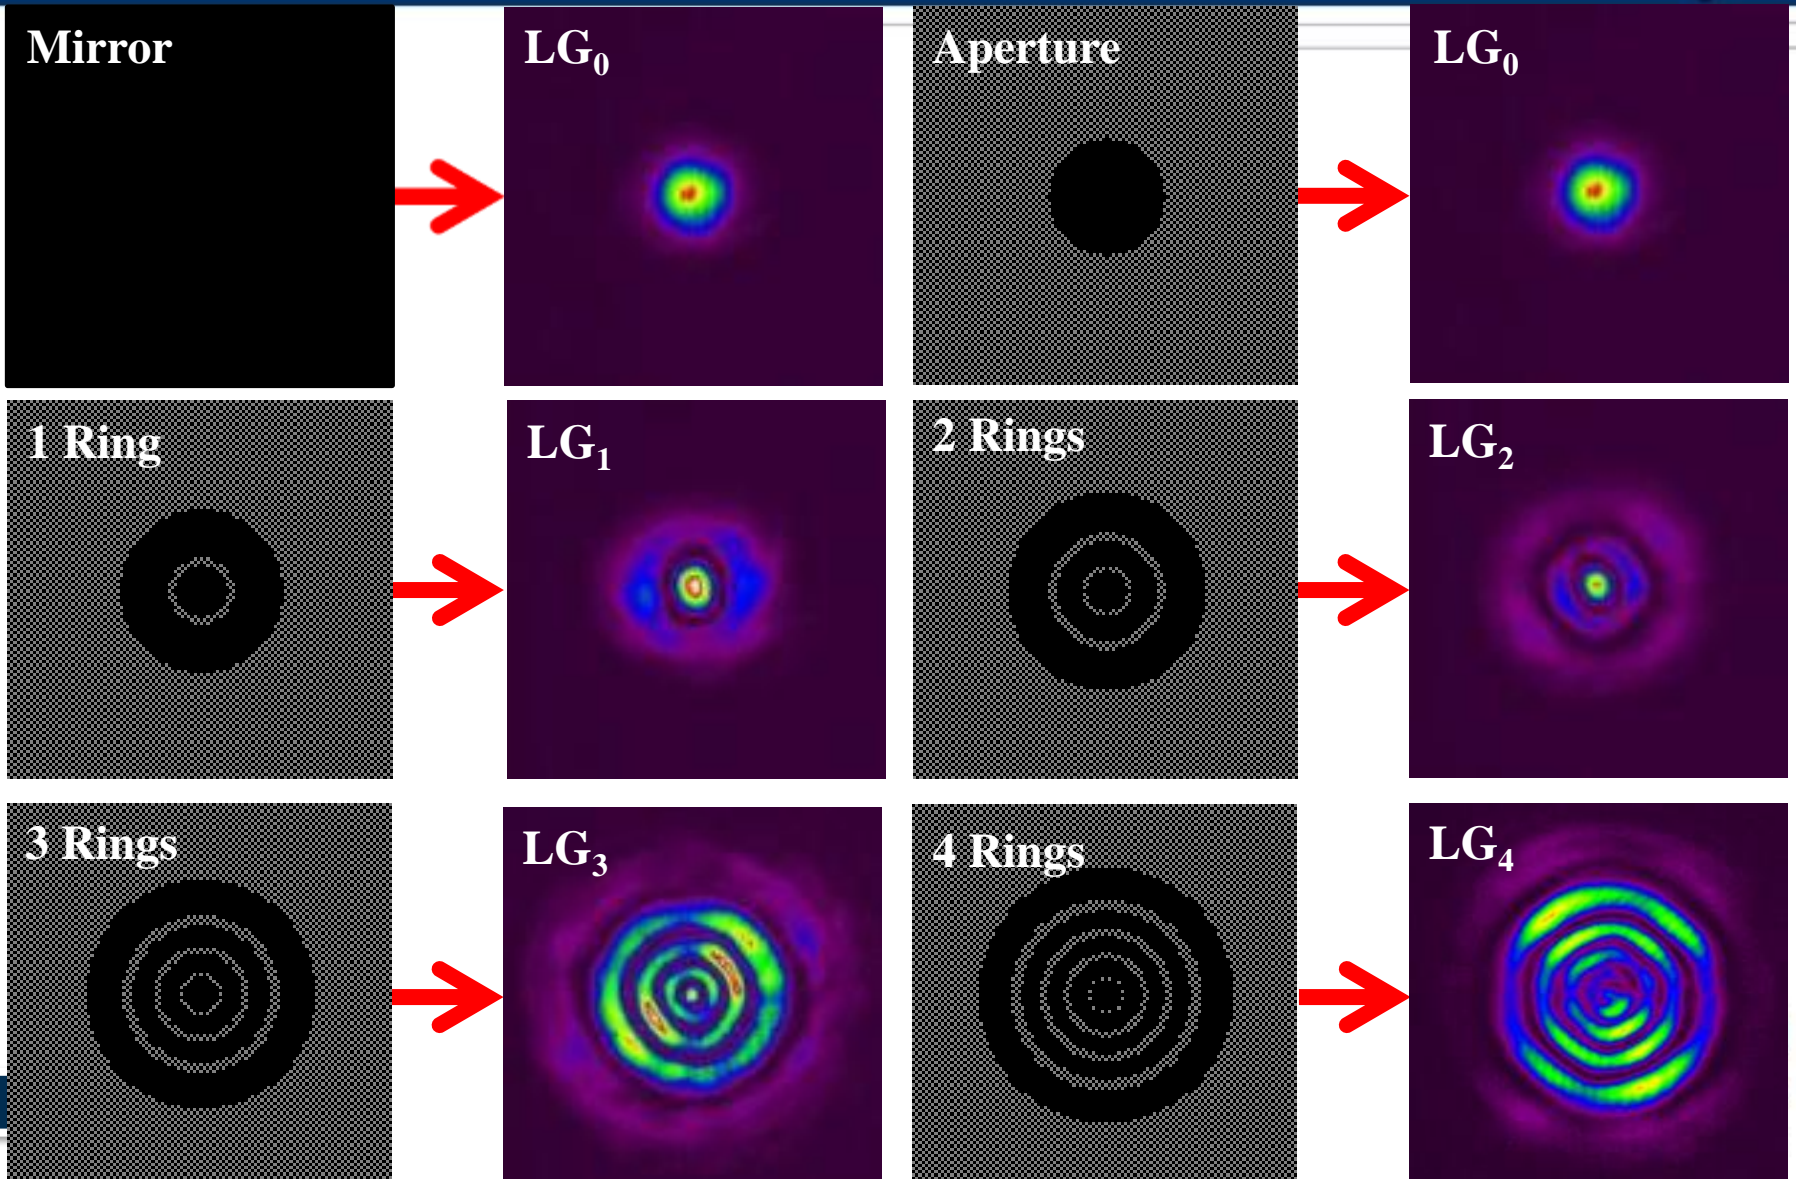 Mirror
LG₀
Aperture
LG₀
1 Ring
LG₁
2 Rings
LG₂
3 Rings
LG₃
4 Rings
LG₄